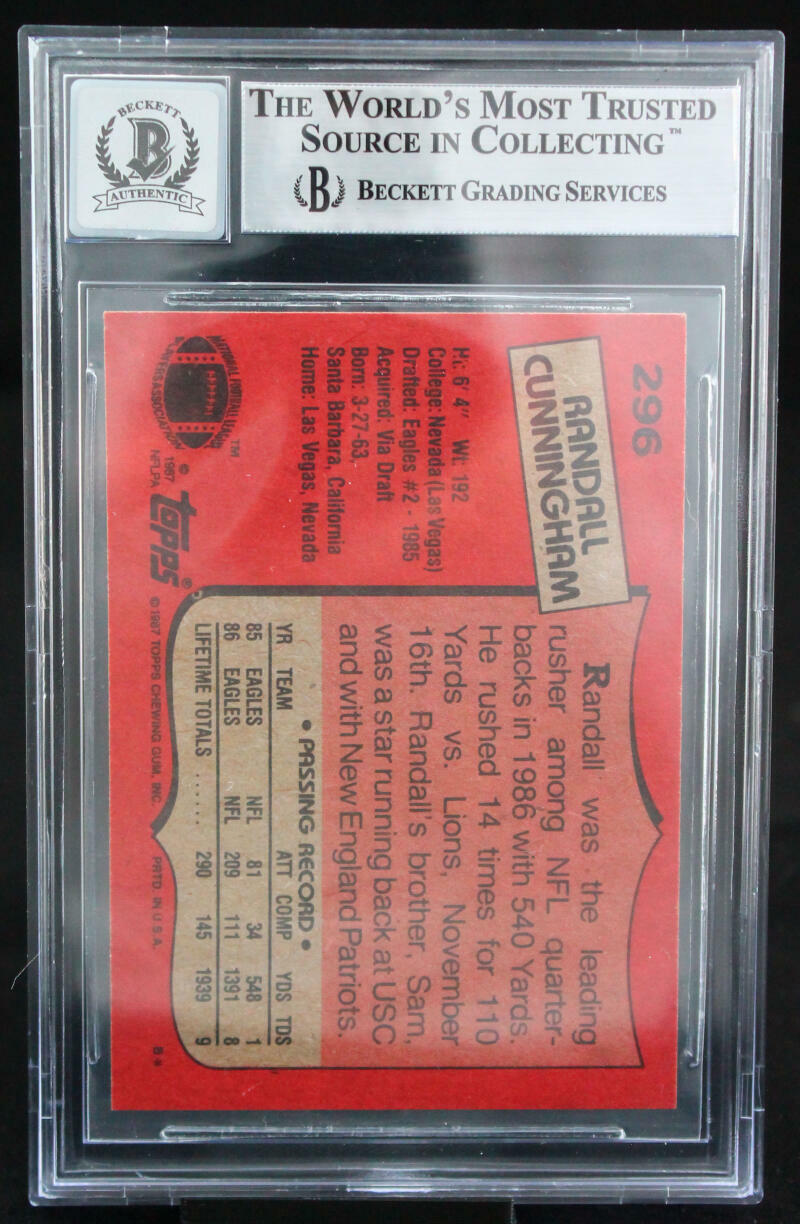 BECKETT
B
AUTHENTIC
THE WORLD'S MOST TRUSTED
SOURCE IN COLLECTING™
B BECKETT GRADING SERVICES
296
RANDALL
CUNNINGHAM
Ht: 6' 4" Wt: 192
College: Nevada (Las Vegas)
Drafted: Eagles #2 - 1985
Acquired: Via Draft
Born: 3-27-63,
Santa Barbara, California
Home: Las Vegas, Nevada
Randall was the leading
rusher among NFL quarter-
backs in 1986 with 540 Yards.
He rushed 14 times for 110
Yards vs. Lions, November
16th. Randall's brother, Sam,
was a star running back at USC
and with New England Patriots.
• PASSING RECORD •
YR TEAM ATT COMP YDS TDS
85 EAGLES NFL 81 34 548 1
86 EAGLES NFL 209 111 1391 8
LIFETIME TOTALS ...... 290 145 1939 9
NATIONAL FOOTBALL LEAGUE
PLAYERS ASSOCIATION
™
© 1987
NFLPA
topps®
© 1987 TOPPS CHEWING GUM, INC. PRTD. IN U.S.A. B*